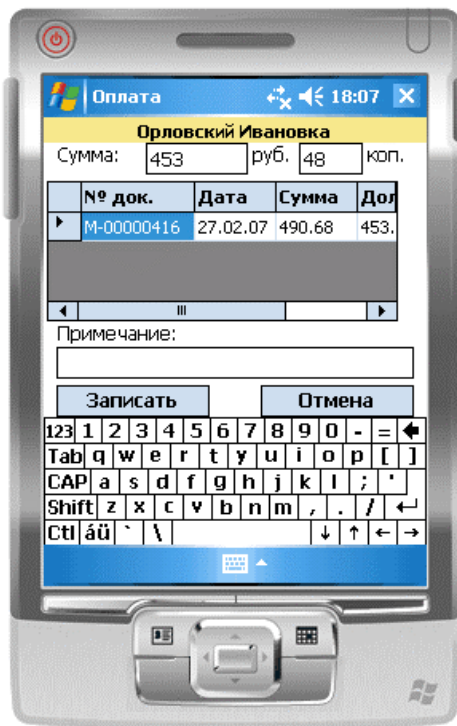 Оплата 18:07
Орловский Ивановка
Сумма: 453 руб. 48 коп.
№ док. Дата Сумма Дол
М-00000416 27.02.07 490.68 453.
Примечание:
Записать Отмена
123 1 2 3 4 5 6 7 8 9 0 - =
Tab q w e r t y u i o p [ ]
CAP a s d f g h j k l ; '
Shift z x c v b n m , . /
Ctl áü ` \